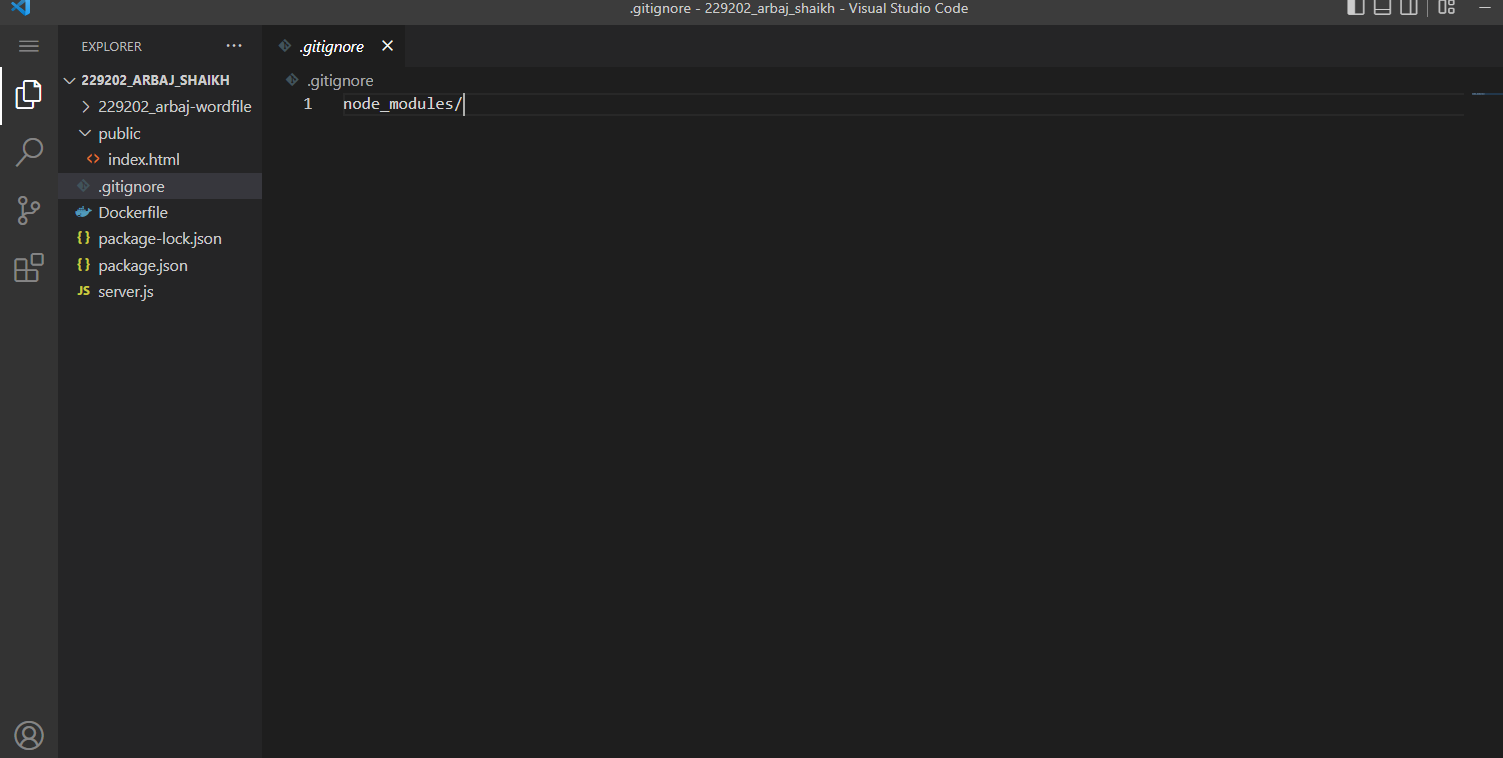 .gitignore - 229202_arbaj_shaikh - Visual Studio Code
EXPLORER
229202_ARBAJ_SHAIKH
229202_arbaj-wordfile
public
<> index.html
.gitignore
Dockerfile
{} package-lock.json
{} package.json
JS server.js
.gitignore
.gitignore
1 node_modules/